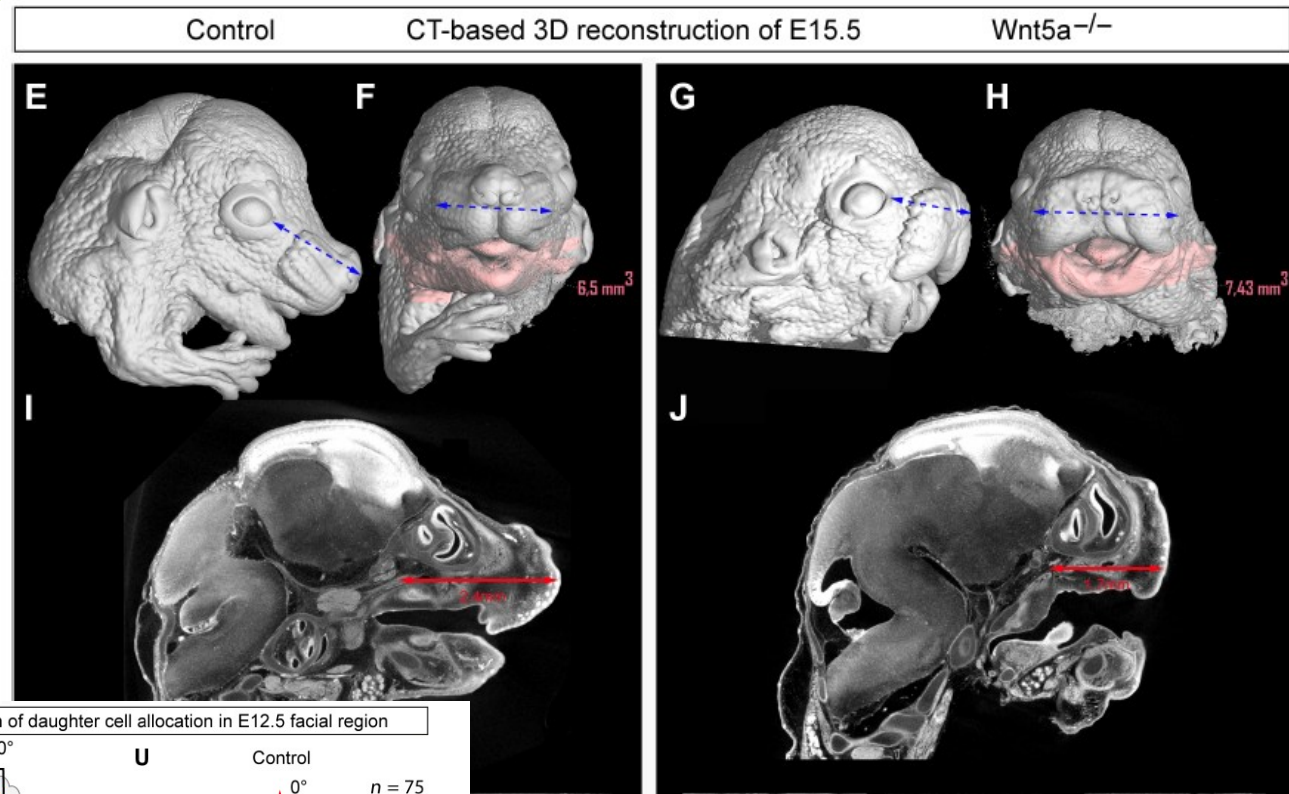 Control CT-based 3D reconstruction of E15.5 Wnt5a−/−
E F G H
6,5 mm³ 7,43 mm³
I J
of daughter cell allocation in E12.5 facial region
0° U Control
0° n = 75